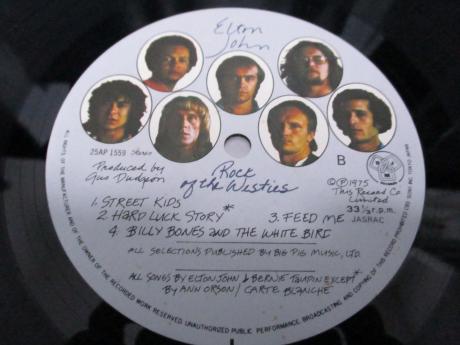 Elton
John
25AP 1559 Stereo
B
Produced by
Gus Dudgeon
Rock
of the Westies
℗©1975
This Record Co
Limited
33 1/3 r.p.m.
JASRAC
1. STREET KIDS
2. HARD LUCK STORY*
3. FEED ME
4. BILLY BONES AND THE WHITE BIRD
ALL SELECTIONS PUBLISHED BY BIG PIG MUSIC, LTD.
ALL SONGS BY ELTON JOHN & BERNIE TAUPIN EXCEPT*
BY ANN ORSON/CARTE BLANCHE
ALL RIGHTS OF THE MANUFACTURER AND OF THE OWNER OF THE RECORDED WORK RESERVED. UNAUTHORIZED PUBLIC PERFORMANCE, BROADCASTING AND COPYING OF THIS RECORD PROHIBITED